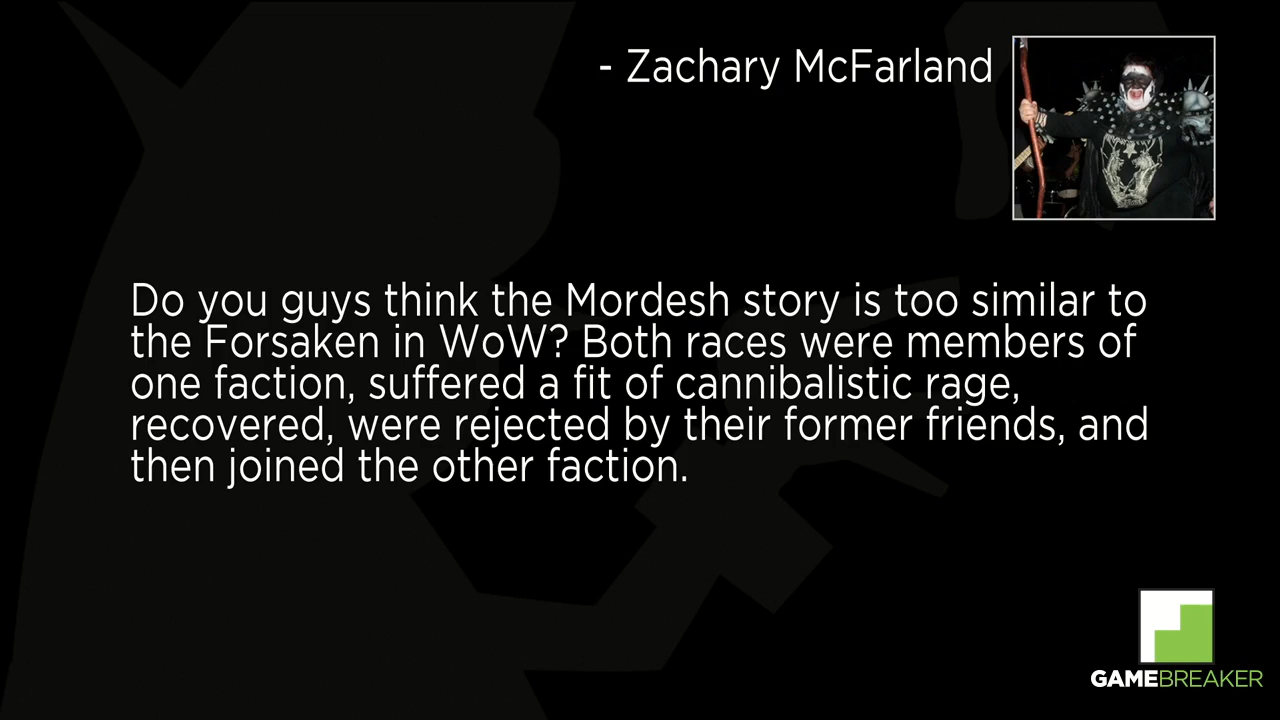 - Zachary McFarland
Do you guys think the Mordesh story is too similar to
the Forsaken in WoW? Both races were members of
one faction, suffered a fit of cannibalistic rage,
recovered, were rejected by their former friends, and
then joined the other faction.
GAMEBREAKER